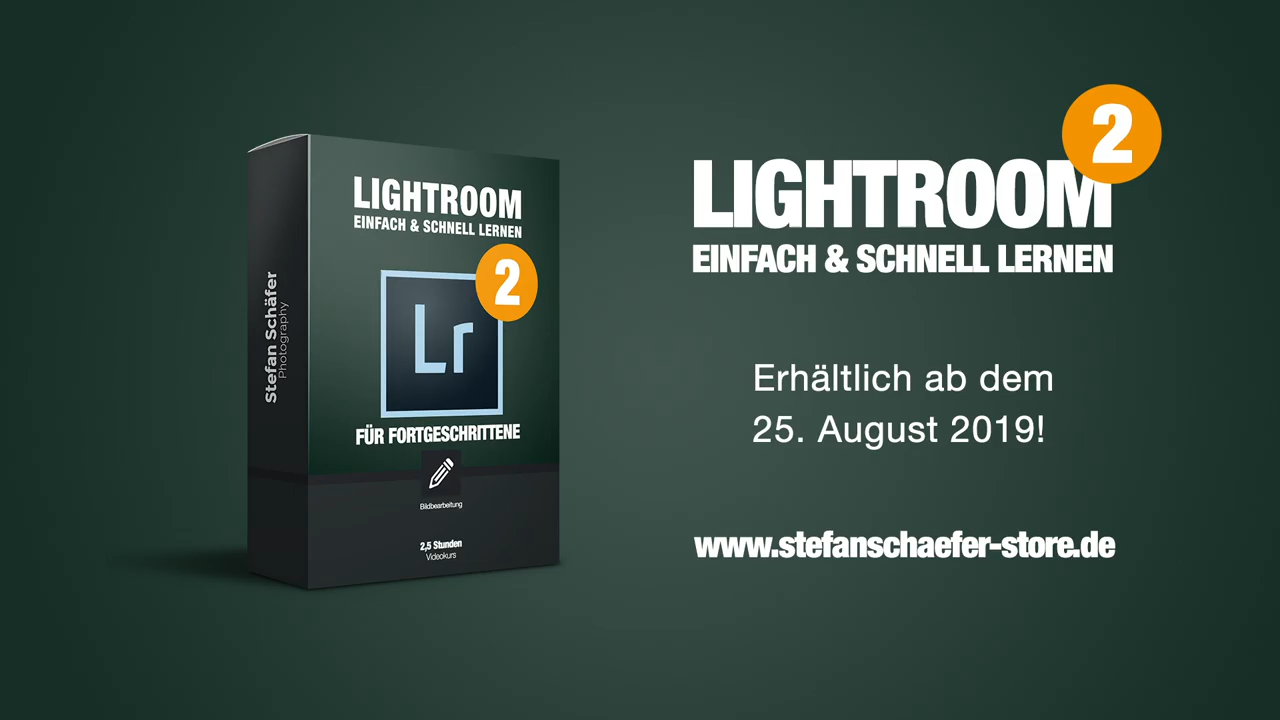 LIGHTROOM
EINFACH & SCHNELL LERNEN
2
Lr
FÜR FORTGESCHRITTENE
Bildbearbeitung
2,5 Stunden
Videokurs
Stefan Schäfer
Photography
2
LIGHTROOM
EINFACH & SCHNELL LERNEN
Erhältlich ab dem
25. August 2019!
www.stefanschaefer-store.de